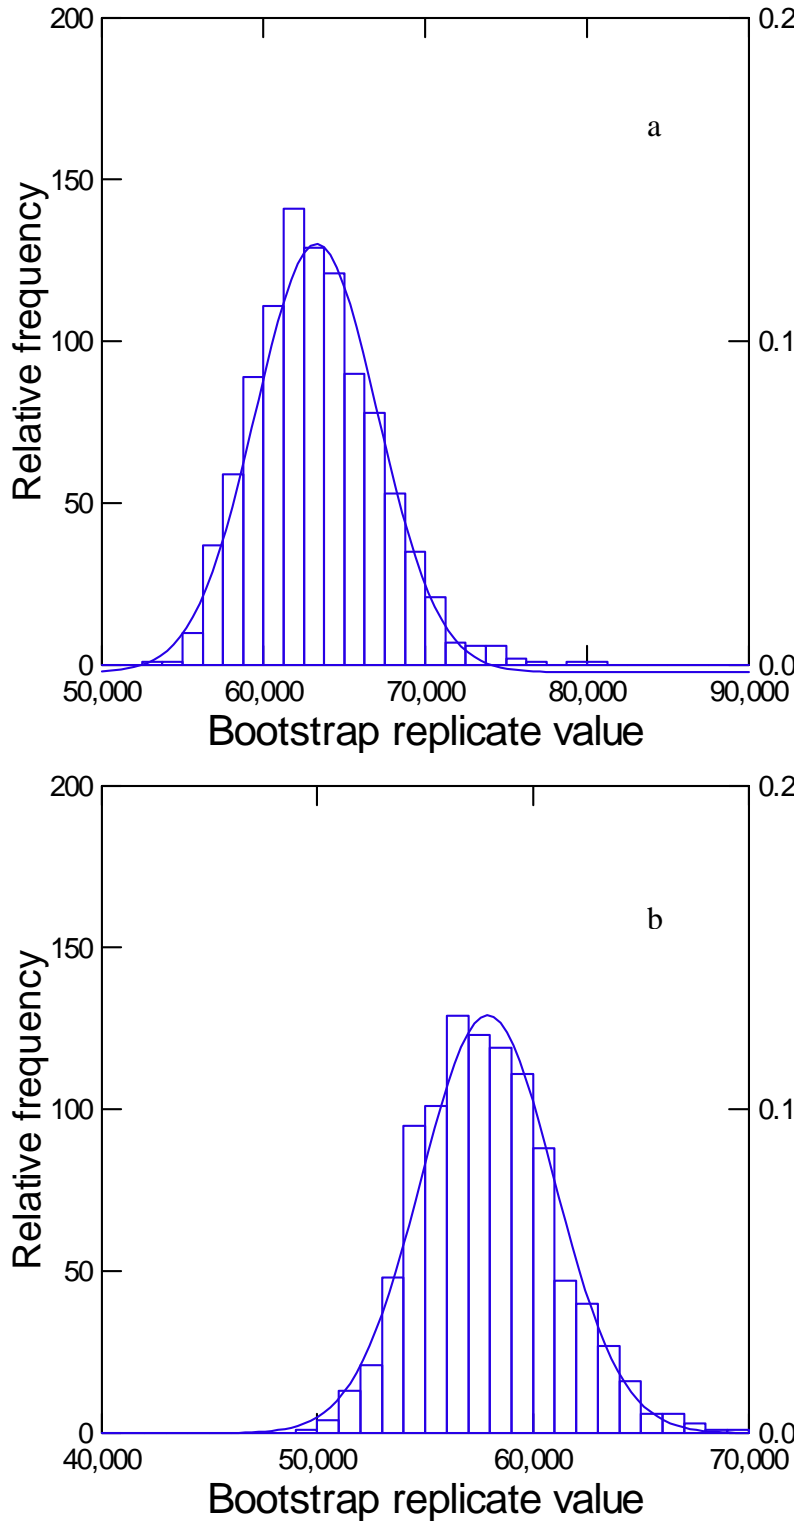 200
0.2
a
150
100
0.1
50
0
0.0
Relative frequency
50,000 60,000 70,000 80,000 90,000
Bootstrap replicate value
200
0.2
b
150
100
0.1
50
0
0.0
Relative frequency
40,000 50,000 60,000 70,000
Bootstrap replicate value